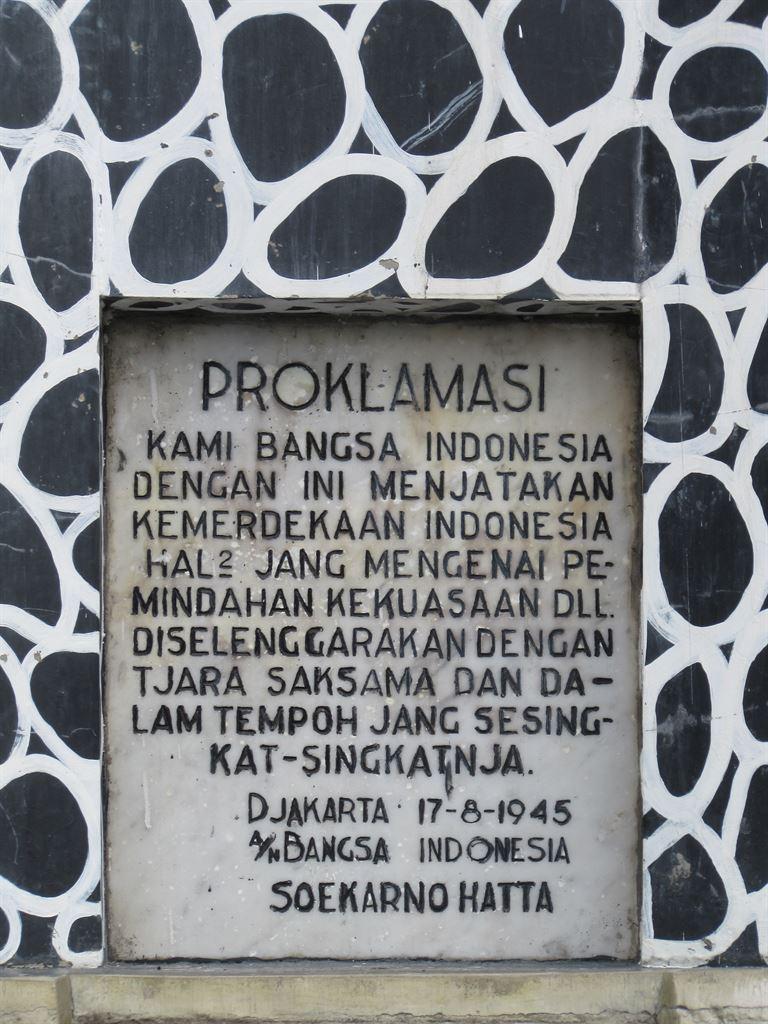 PROKLAMASI
KAMI BANGSA INDONESIA
DENGAN INI MENJATAKAN
KEMERDEKAAN INDONESIA
HAL² JANG MENGENAI PE-
MINDAHAN KEKUASAAN DLL.
DISELENGGARAKAN DENGAN
TJARA SAKSAMA DAN DA-
LAM TEMPOH JANG SESING-
KAT-SINGKATNJA.
DJAKARTA 17-8-1945
A/N BANGSA INDONESIA
SOEKARNO HATTA